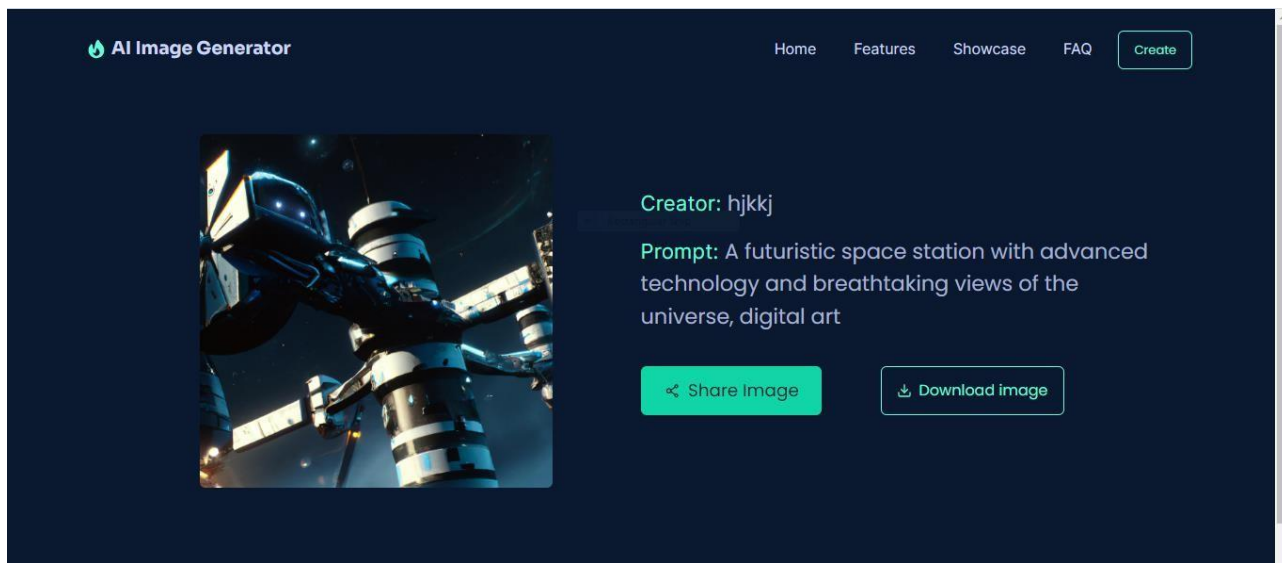 AI Image Generator
Home Features Showcase FAQ Create
Creator: hjkkj
Prompt: A futuristic space station with advanced
technology and breathtaking views of the
universe, digital art
Share Image Download image